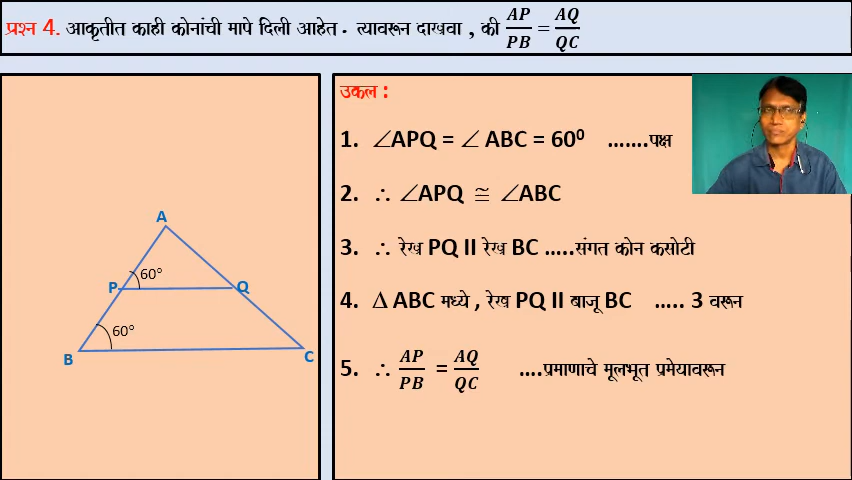 प्रश्न 4. आकृतीत काही कोनांची मापे दिली आहेत. त्यावरून दाखवा , की AP/PB = AQ/QC
A
P
60°
Q
B
60°
C
उकल :
1. ∠APQ = ∠ ABC = 60⁰ .......पक्ष
2. ∴ ∠APQ ≅ ∠ABC
3. ∴ रेख PQ II रेख BC .....संगत कोन कसोटी
4. Δ ABC मध्ये , रेख PQ II बाजू BC ..... 3 वरून
5. ∴ AP/PB = AQ/QC ....प्रमाणाचे मूलभूत प्रमेयावरून